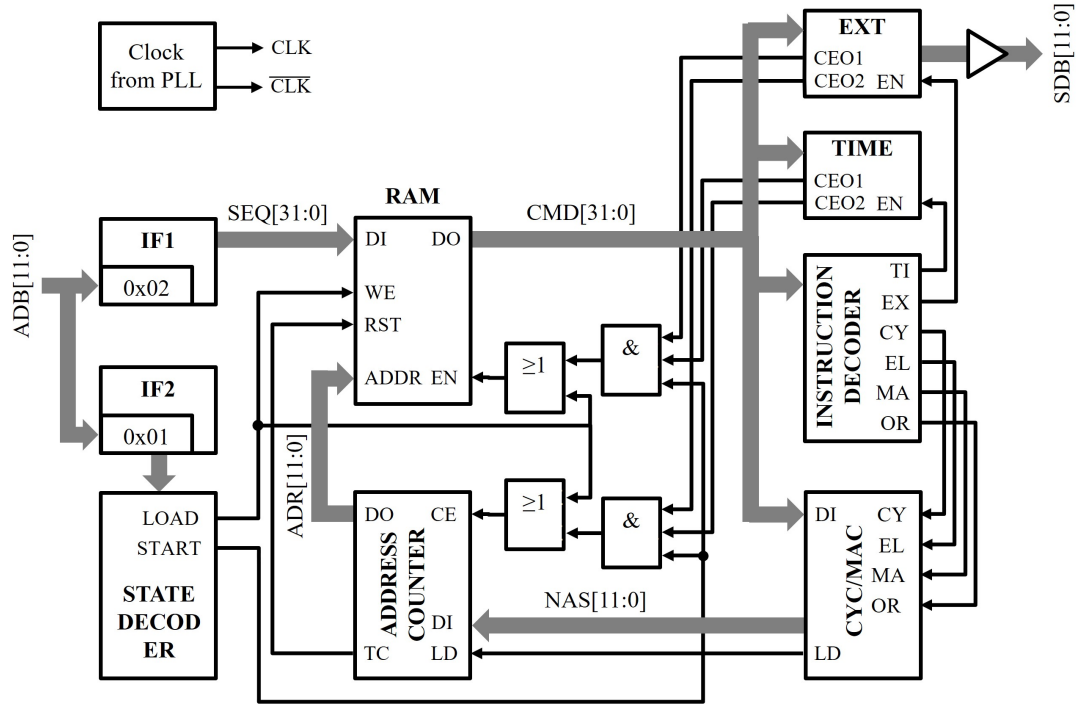 Clock
from PLL
CLK
CLK
EXT
CEO1
CEO2 EN
SDB[11:0]
TIME
CEO1
CEO2 EN
ADB[11:0]
IF1
0x02
SEQ[31:0]
RAM
DI DO
WE
RST
ADDR EN
CMD[31:0]
≥1
&
INSTRUCTION
DECODER
TI
EX
CY
EL
MA
OR
IF2
0x01
ADR[11:0]
LOAD
START
STATE
DECOD
ER
DO CE
ADDRESS
COUNTER
DI
TC LD
≥1
&
NAS[11:0]
DI CY
EL
MA
OR
CYC/MAC
LD